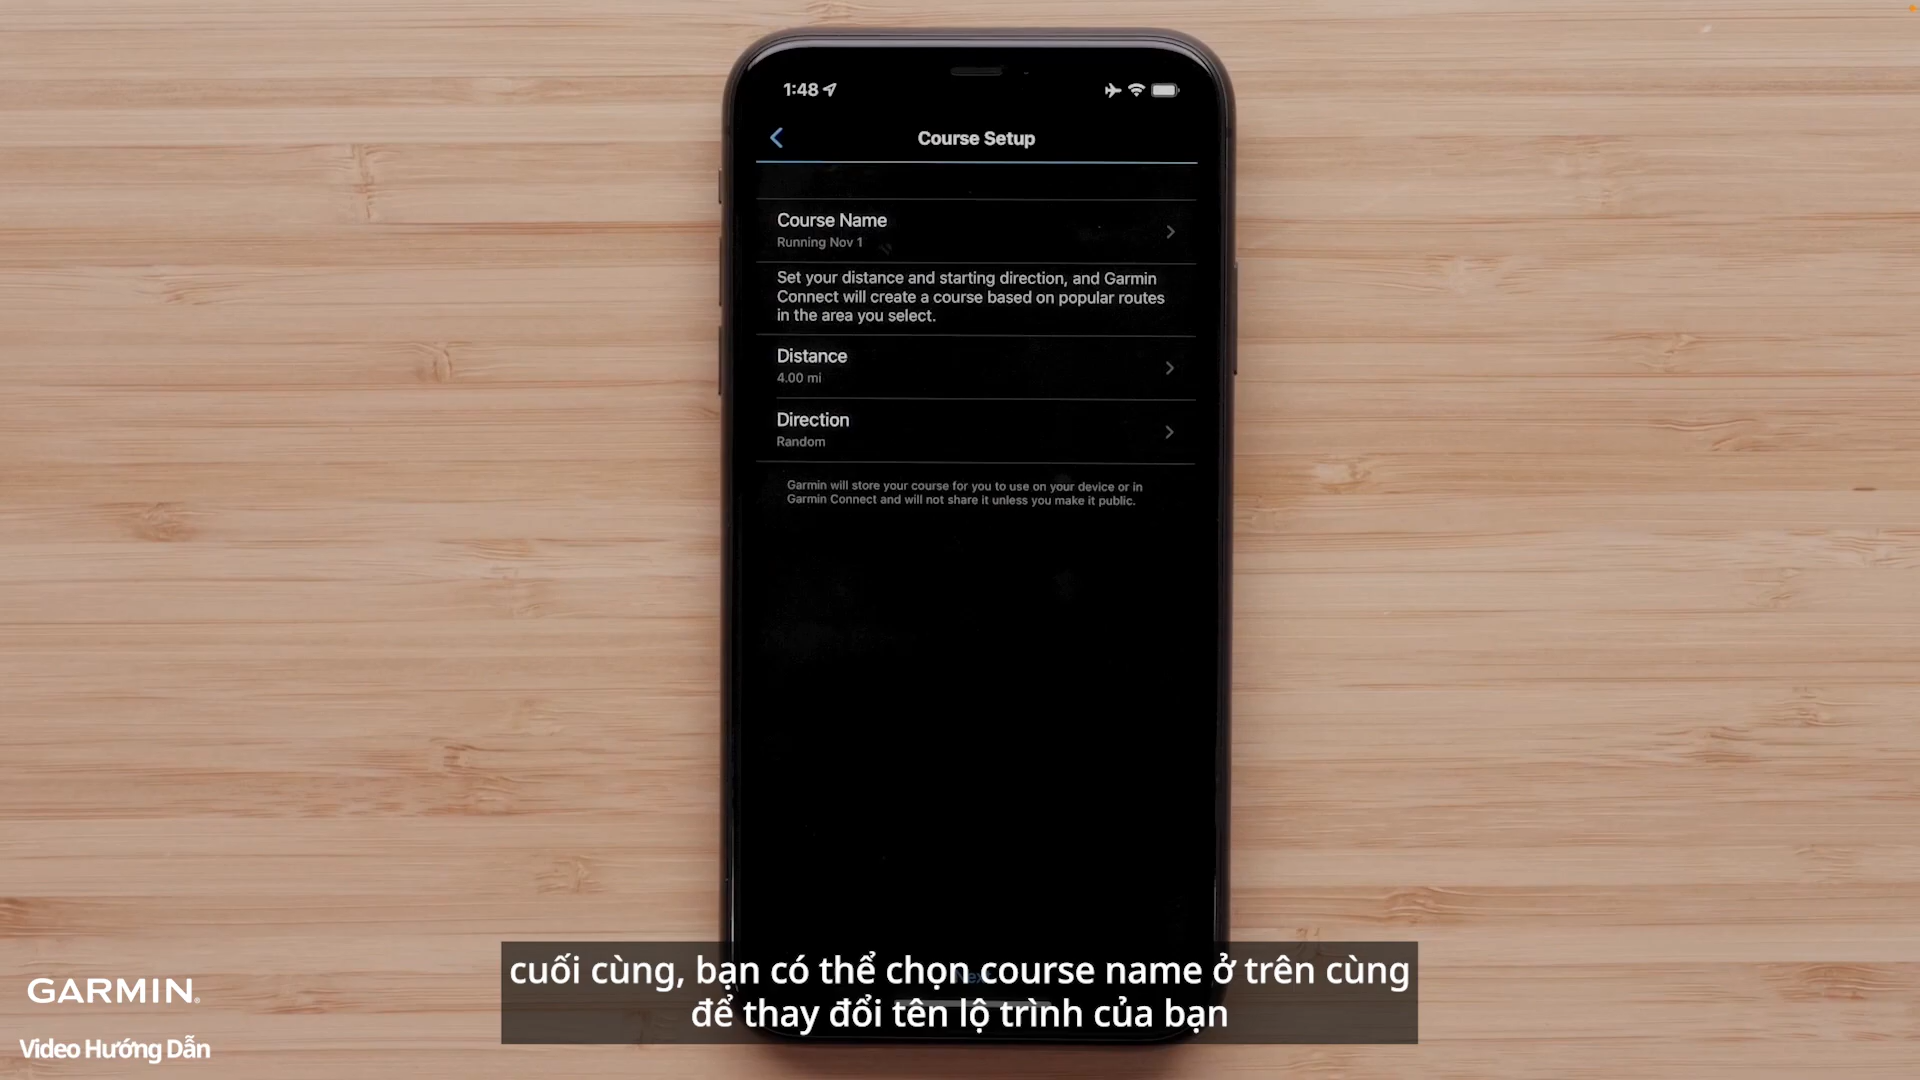 1:48
Course Setup
Course Name
Running Nov 1
Set your distance and starting direction, and Garmin
Connect will create a course based on popular routes
in the area you select.
Distance
4.00 mi
Direction
Random
Garmin will store your course for you to use on your device or in
Garmin Connect and will not share it unless you make it public.
cuối cùng, bạn có thể chọn course name ở trên cùng
để thay đổi tên lộ trình của bạn
GARMIN.
Video Hướng Dẫn